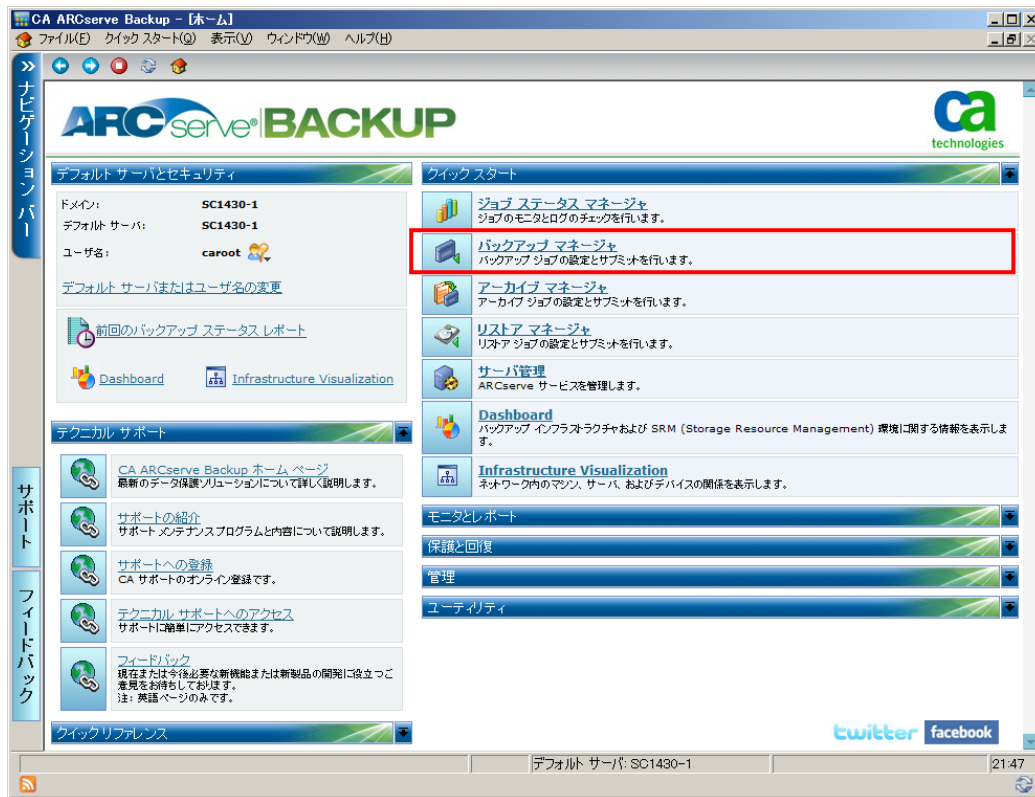 CA ARCserve Backup - [ホーム]
ファイル(F) クイック スタート(Q) 表示(V) ウィンドウ(W) ヘルプ(H)
ナビゲーション バー
ARCserve® BACKUP
ca
technologies
デフォルト サーバとセキュリティ
ドメイン: SC1430-1
デフォルト サーバ: SC1430-1
ユーザ名: caroot
デフォルト サーバまたはユーザ名の変更
前回のバックアップ ステータス レポート
Dashboard
Infrastructure Visualization
テクニカル サポート
CA ARCserve Backup ホーム ページ
最新のデータ保護ソリューションについて詳しく説明します。
サポートの紹介
サポート メンテナンス プログラムと内容について説明します。
サポートへの登録
CA サポートのオンライン登録です。
テクニカル サポートへのアクセス
サポートに簡単にアクセスできます。
フィードバック
現在または今後必要な新機能または新製品の開発に役立つご
意見をお待ちしております。
注: 英語ページのみです。
クイック リファレンス
クイック スタート
ジョブ ステータス マネージャ
ジョブのモニタとログのチェックを行います。
バックアップ マネージャ
バックアップ ジョブの設定とサブミットを行います。
アーカイブ マネージャ
アーカイブ ジョブの設定とサブミットを行います。
リストア マネージャ
リストア ジョブの設定とサブミットを行います。
サーバ管理
ARCserve サービスを管理します。
Dashboard
バックアップ インフラストラクチャおよび SRM (Storage Resource Management) 環境に関する情報を表示しま
す。
Infrastructure Visualization
ネットワーク内のマシン、サーバ、およびデバイスの関係を表示します。
モニタとレポート
保護と回復
管理
ユーティリティ
サポート
フィードバック
twitter
facebook
デフォルト サーバ: SC1430-1
21:47